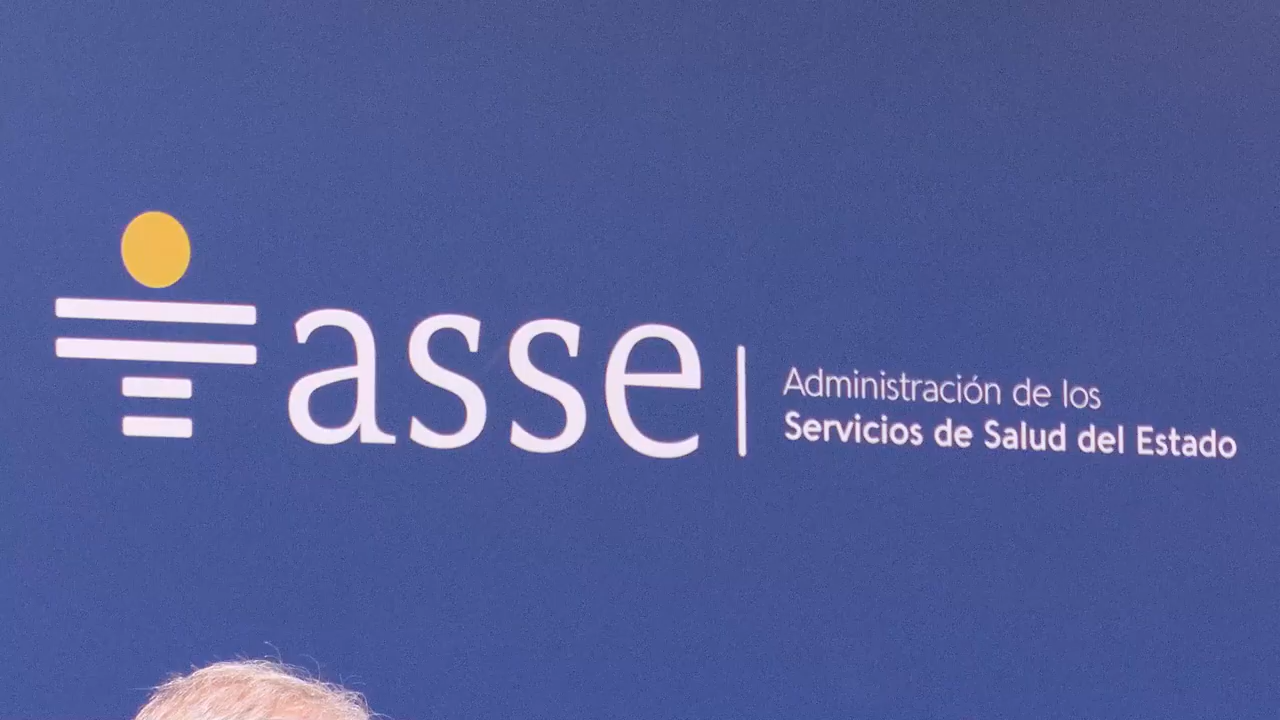 asse
Administración de los
Servicios de Salud del Estado